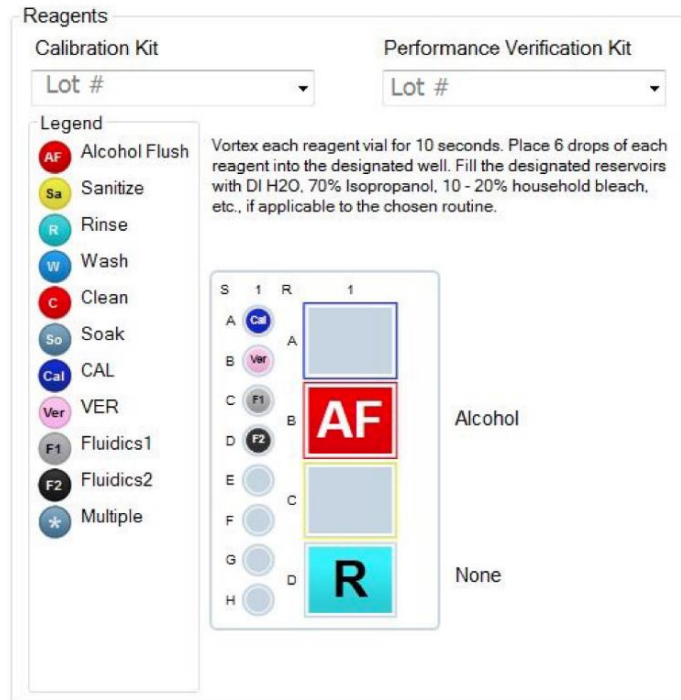 Reagents
Calibration Kit
Performance Verification Kit
Lot #
Lot #
Legend
AF Alcohol Flush
Sa Sanitize
R Rinse
W Wash
C Clean
So Soak
Cal CAL
Ver VER
F1 Fluidics1
F2 Fluidics2
* Multiple
Vortex each reagent vial for 10 seconds. Place 6 drops of each
reagent into the designated well. Fill the designated reservoirs
with DI H2O, 70% Isopropanol, 10 - 20% household bleach,
etc., if applicable to the chosen routine.
S 1 R 1
A Cal
A
B Ver
C F1
B AF Alcohol
D F2
E
C
F
G
D R None
H